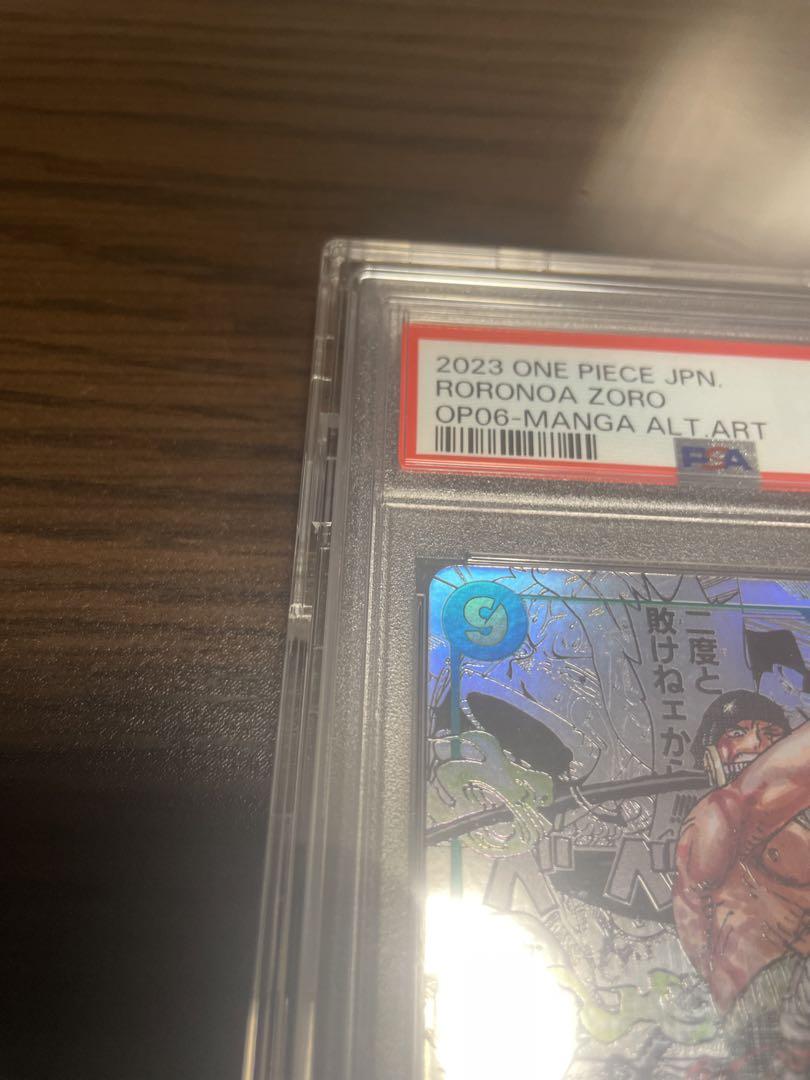 2023 ONE PIECE JPN.
RORONOA ZORO
OP06-MANGA ALT.ART
PSA
9
二度と
敗けねェから